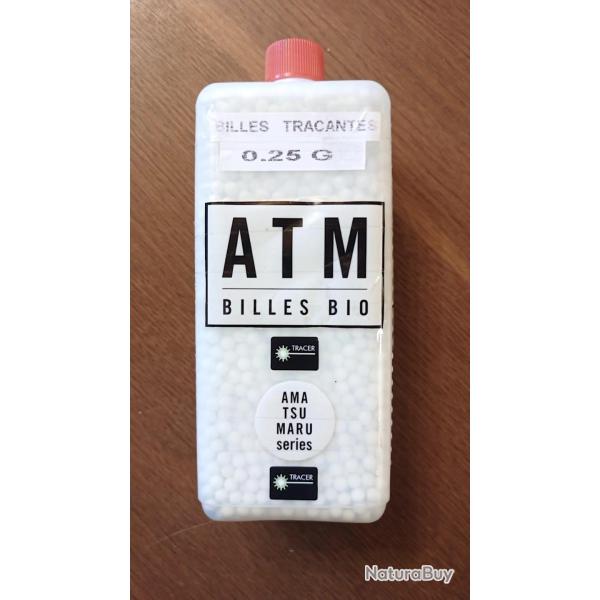 BILLES TRACANTES
0.25 G
ATM
BILLES BIO
TRACER
AMA
TSU
MARU
series
TRACER
NaturaBuy